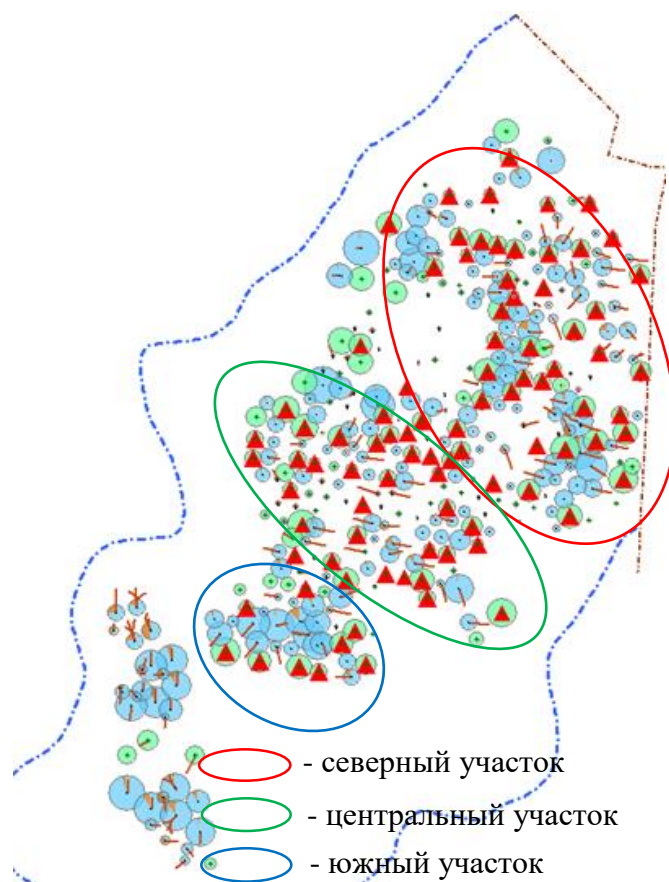 - северный участок
- центральный участок
- южный участок